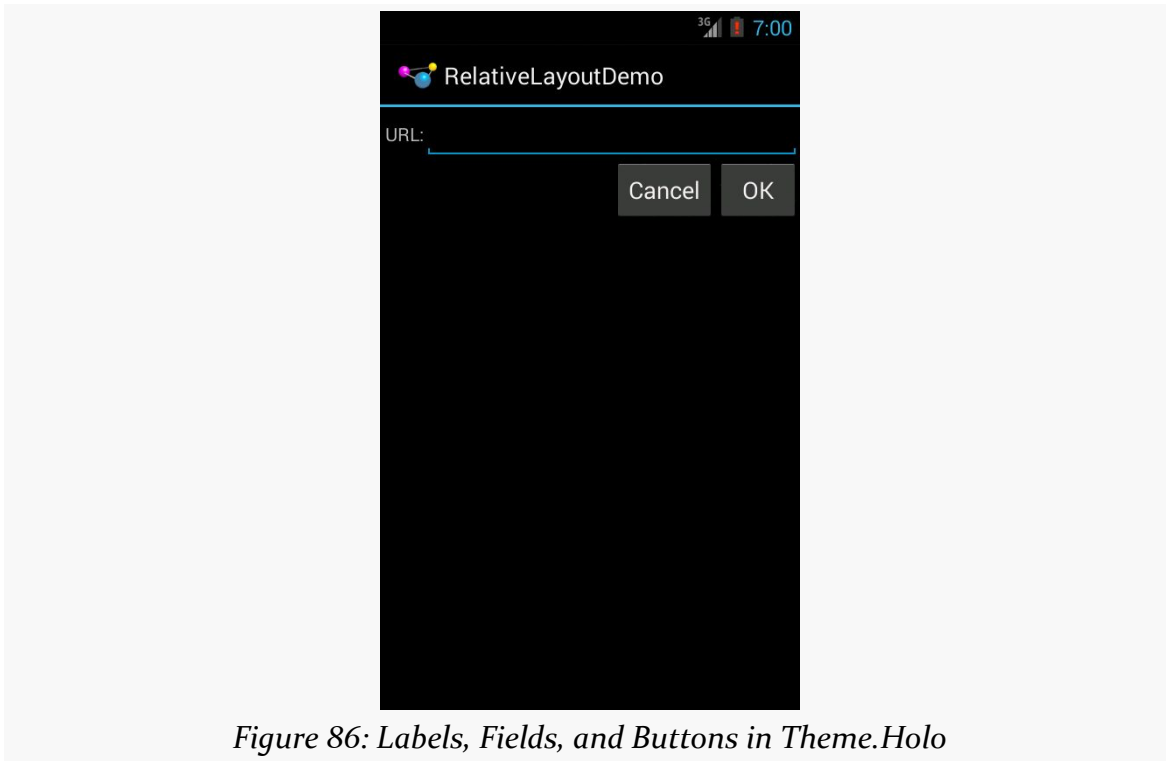 3G 7:00
RelativeLayoutDemo
URL:
Cancel OK
Figure 86: Labels, Fields, and Buttons in Theme.Holo